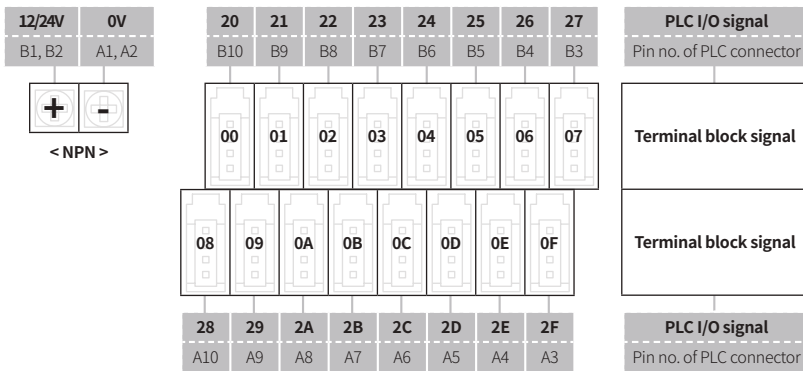 12/24V 0V 20 21 22 23 24 25 26 27 PLC I/O signal
B1, B2 A1, A2 B10 B9 B8 B7 B6 B5 B4 B3 Pin no. of PLC connector
+ -
00 01 02 03 04 05 06 07 Terminal block signal
< NPN >
08 09 0A 0B 0C 0D 0E 0F Terminal block signal
28 29 2A 2B 2C 2D 2E 2F PLC I/O signal
A10 A9 A8 A7 A6 A5 A4 A3 Pin no. of PLC connector